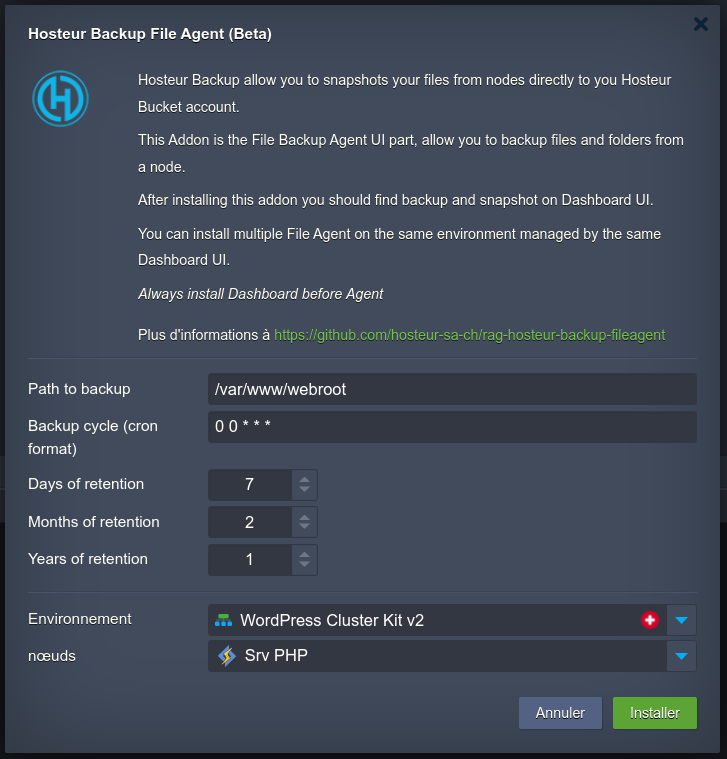 Hosteur Backup File Agent (Beta)
Hosteur Backup allow you to snapshots your files from nodes directly to you Hosteur
Bucket account.
This Addon is the File Backup Agent UI part, allow you to backup files and folders from
a node.
After installing this addon you should find backup and snapshot on Dashboard UI.
You can install multiple File Agent on the same environment managed by the same
Dashboard UI.
Always install Dashboard before Agent
Plus d'informations à https://github.com/hosteur-sa-ch/rag-hosteur-backup-fileagent
Path to backup /var/www/webroot
Backup cycle (cron 0 0 * * *
format)
Days of retention 7
Months of retention 2
Years of retention 1
Environnement WordPress Cluster Kit v2
nœuds Srv PHP
Annuler Installer